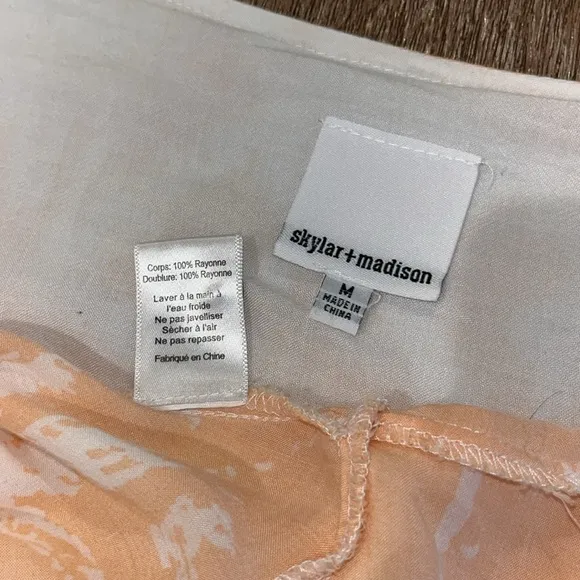 skylar+madison
M
MADE IN
CHINA
Corps: 100% Rayonne
Doublure: 100% Rayonne
Laver à la main à
l'eau froide
Ne pas javelliser
Sècher à l'air
Ne pas repasser
Fabriqué en Chine